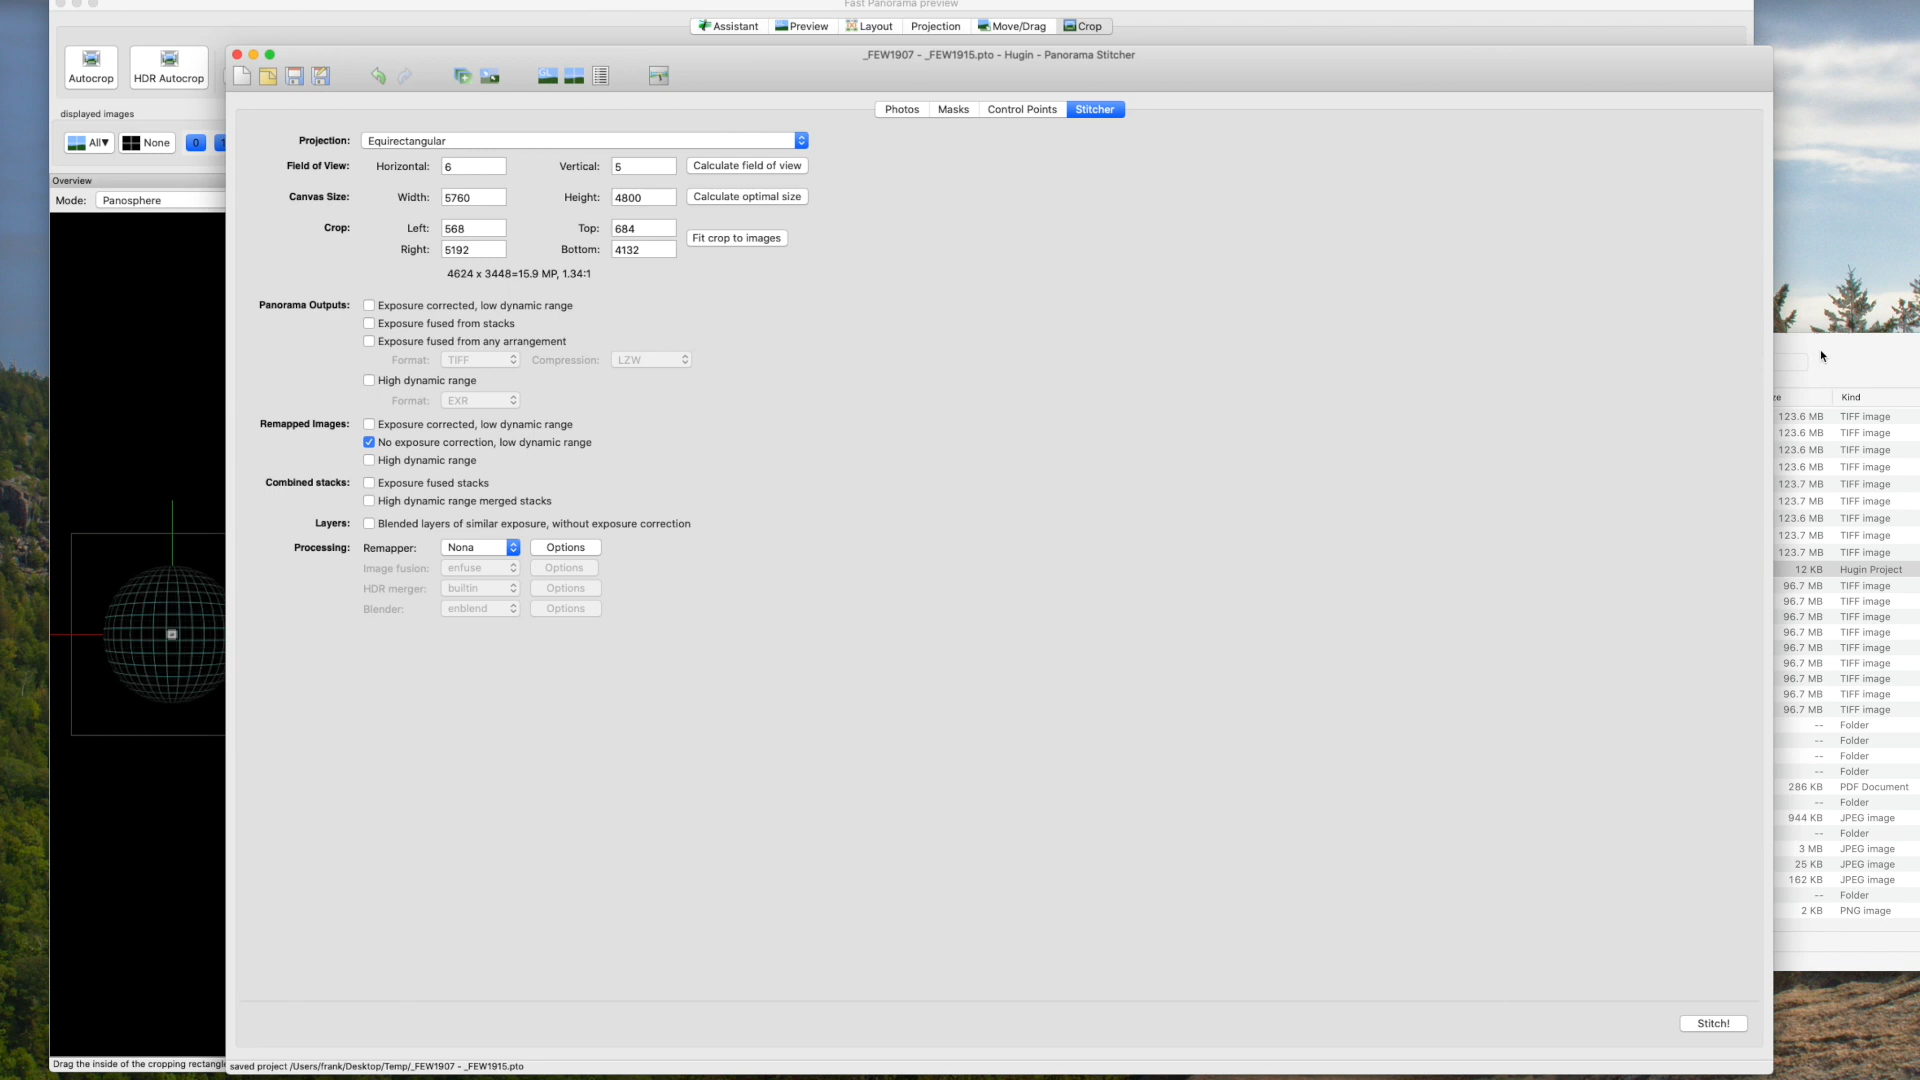 Fast Panorama preview
Assistant Preview Layout Projection Move/Drag Crop
Autocrop HDR Autocrop
displayed images
All▾ None 0
Overview
Mode: Panosphere
Drag the inside of the cropping rectangle
_FEW1907 - _FEW1915.pto - Hugin - Panorama Stitcher
Photos Masks Control Points Stitcher
Projection: Equirectangular
Field of View: Horizontal: 6 Vertical: 5 Calculate field of view
Canvas Size: Width: 5760 Height: 4800 Calculate optimal size
Crop: Left: 568 Top: 684
Fit crop to images
Right: 5192 Bottom: 4132
4624 x 3448=15.9 MP, 1.34:1
Panorama Outputs: Exposure corrected, low dynamic range
Exposure fused from stacks
Exposure fused from any arrangement
Format: TIFF Compression: LZW
High dynamic range
Format: EXR
Remapped Images: Exposure corrected, low dynamic range
No exposure correction, low dynamic range
High dynamic range
Combined stacks: Exposure fused stacks
High dynamic range merged stacks
Layers: Blended layers of similar exposure, without exposure correction
Processing: Remapper: Nona Options
Image fusion: enfuse Options
HDR merger: builtin Options
Blender: enblend Options
Stitch!
saved project /Users/frank/Desktop/Temp/_FEW1907 - _FEW1915.pto
ze Kind
123.6 MB TIFF image
123.6 MB TIFF image
123.6 MB TIFF image
123.6 MB TIFF image
123.7 MB TIFF image
123.7 MB TIFF image
123.6 MB TIFF image
123.7 MB TIFF image
123.7 MB TIFF image
12 KB Hugin Project
96.7 MB TIFF image
96.7 MB TIFF image
96.7 MB TIFF image
96.7 MB TIFF image
96.7 MB TIFF image
96.7 MB TIFF image
96.7 MB TIFF image
96.7 MB TIFF image
96.7 MB TIFF image
-- Folder
-- Folder
-- Folder
-- Folder
286 KB PDF Document
-- Folder
944 KB JPEG image
-- Folder
3 MB JPEG image
25 KB JPEG image
162 KB JPEG image
-- Folder
2 KB PNG image